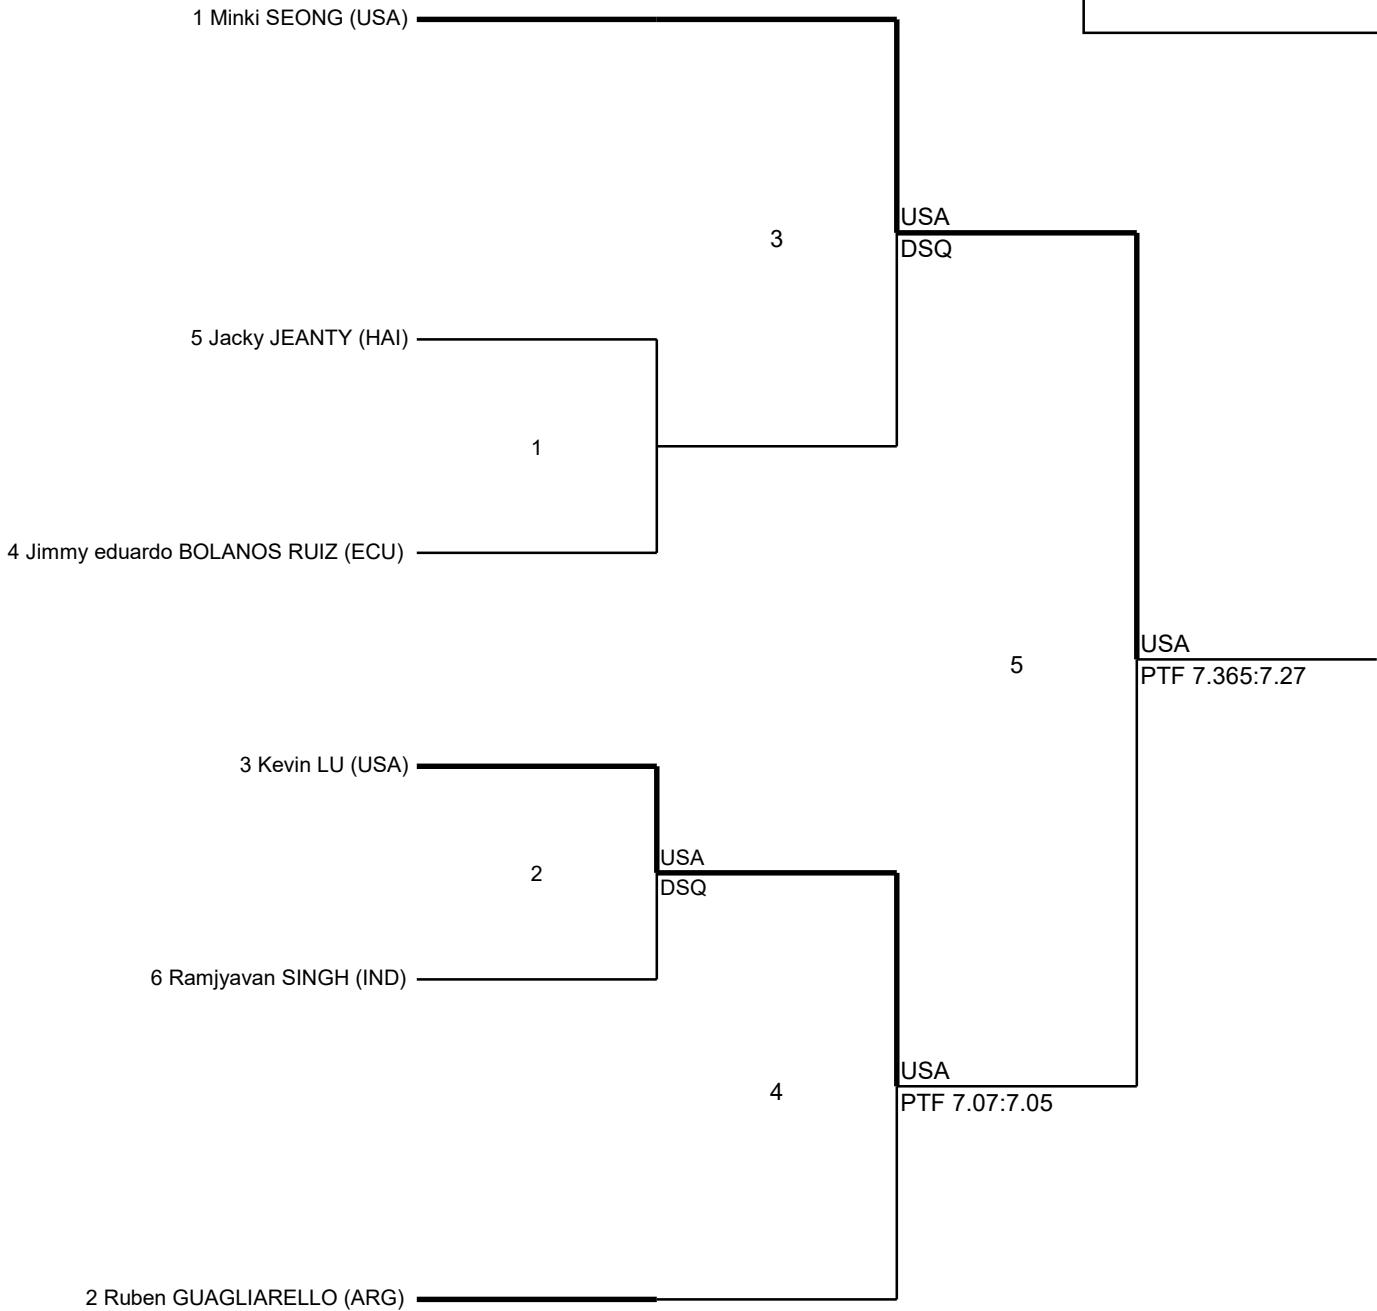 1 Minki SEONG (USA)
USA
3
DSQ
5 Jacky JEANTY (HAI)
1
4 Jimmy eduardo BOLANOS RUIZ (ECU)
USA
5
PTF 7.365:7.27
3 Kevin LU (USA)
USA
2
DSQ
6 Ramjyavan SINGH (IND)
USA
4
PTF 7.07:7.05
2 Ruben GUAGLIARELLO (ARG)